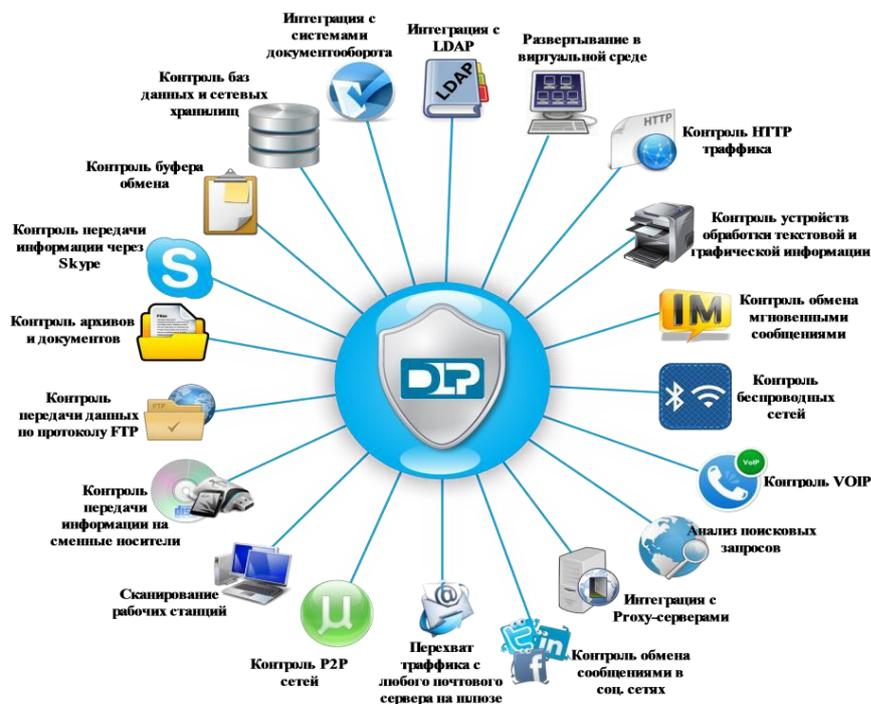 Интеграция с
системами
документооборота
Интеграция с
LDAP
LDAP
Развертывание в
виртуальной среде
HTTP
Контроль HTTP
траффика
Контроль устройств
обработки текстовой и
графической информации
IM
Контроль обмена
мгновенными
сообщениями
Контроль
беспроводных
сетей
VoIP
Контроль VOIP
Анализ поисковых
запросов
Интеграция с
Proxy-серверами
in
f
Контроль обмена
сообщениями в
соц. сетях
@
Перехват
траффика с
любого почтового
сервера на шлюзе
µ
Контроль P2P
сетей
Сканирование
рабочих станций
disc
Контроль
передачи
информации на
сменные носители
FTP
Контроль
передачи данных
по протоколу FTP
Files
Контроль архивов
и документов
S
Контроль передачи
информации через
Skype
Контроль буфера
обмена
Контроль баз
данных и сетевых
хранилищ
DLP